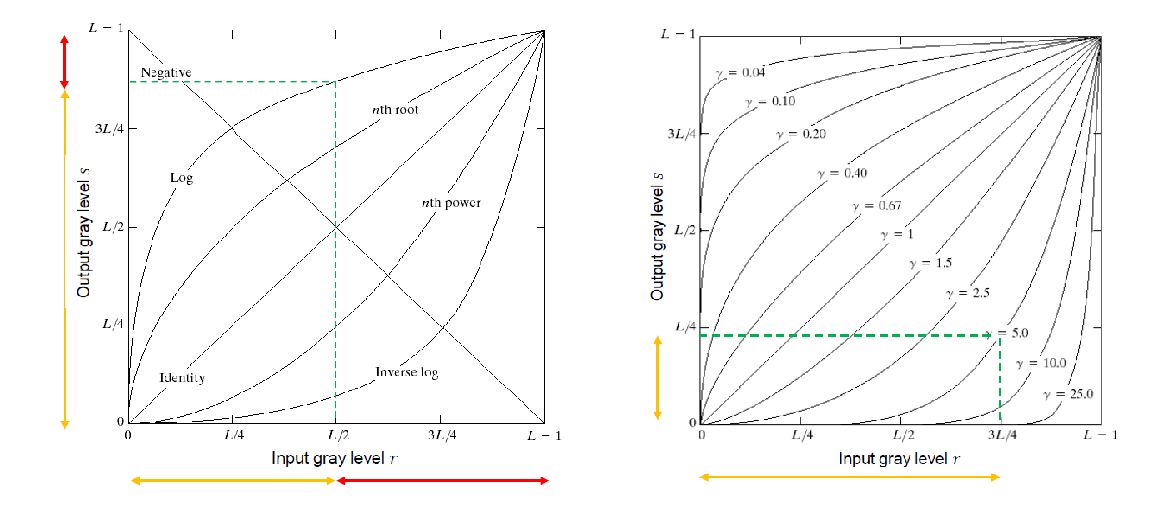 L − 1
Negative
nth root
3L/4
Log
nth power
L/2
L/4
Identity
Inverse log
0
0
L/4
L/2
3L/4
L − 1
Output gray level s
Input gray level r
L − 1
γ = 0.04
γ = 0.10
3L/4
γ = 0.20
γ = 0.40
γ = 0.67
L/2
γ = 1
γ = 1.5
γ = 2.5
L/4
γ = 5.0
γ = 10.0
γ = 25.0
0
0
L/4
L/2
3L/4
L − 1
Output gray level s
Input gray level r